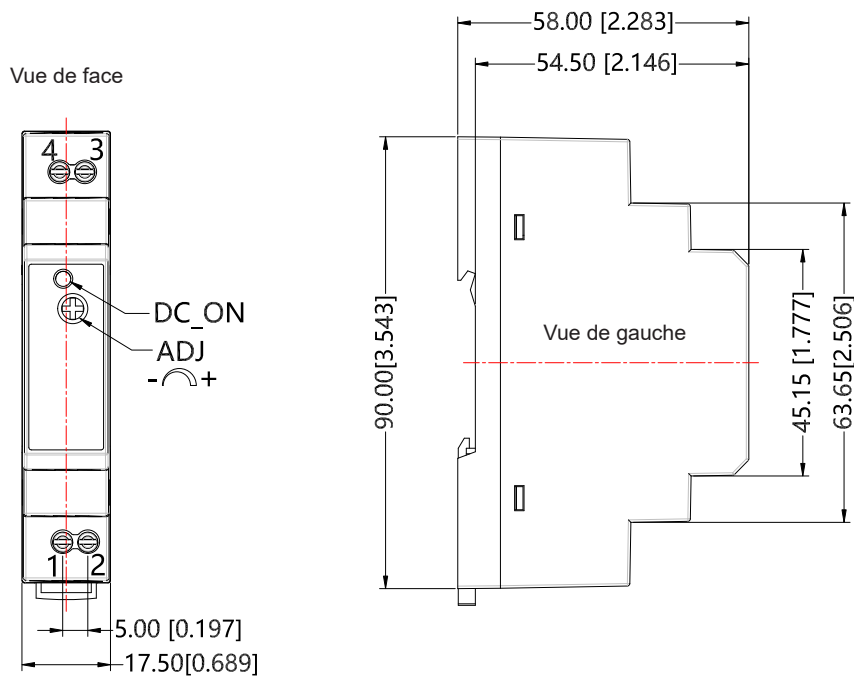 58.00 [2.283]
54.50 [2.146]
Vue de face
4 3
DC_ON
ADJ
- +
1 2
5.00 [0.197]
17.50[0.689]
90.00[3.543]
Vue de gauche
45.15 [1.777]
63.65[2.506]